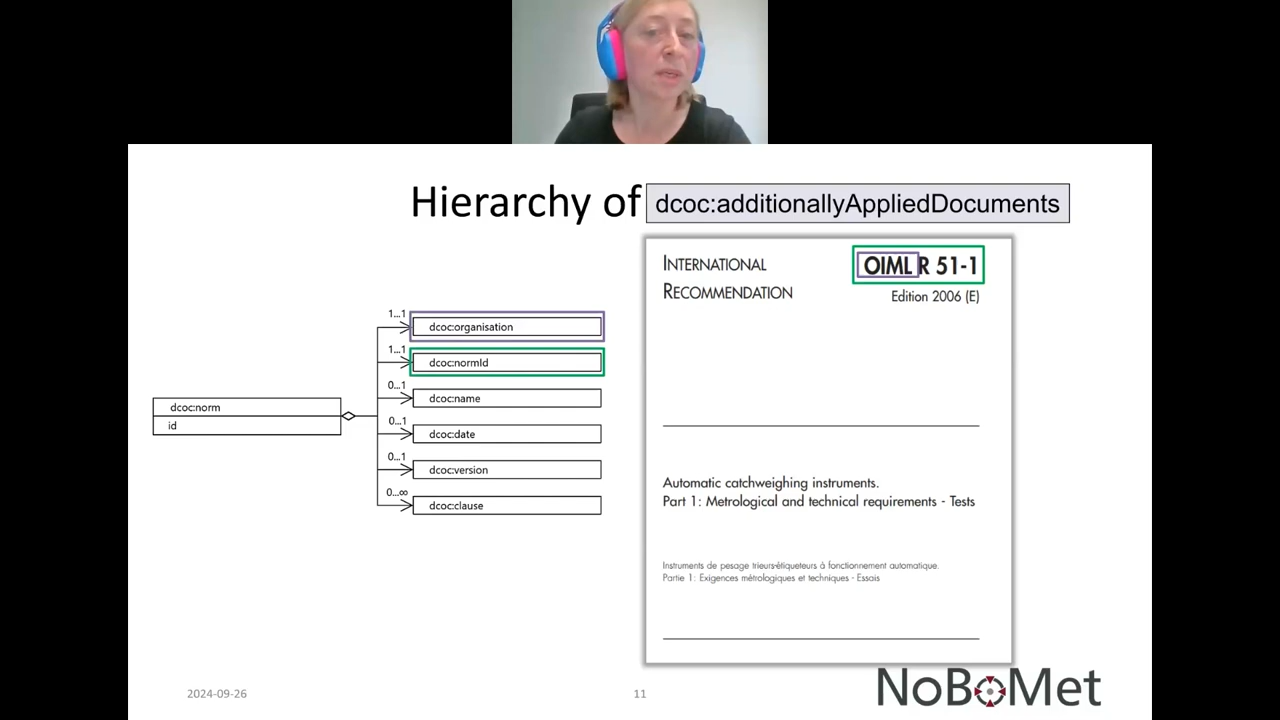 Hierarchy of dcoc:additionallyAppliedDocuments
1...1
dcoc:organisation
1...1
dcoc:normId
0...1
dcoc:name
dcoc:norm
id
0...1
dcoc:date
0...1
dcoc:version
0...∞
dcoc:clause
INTERNATIONAL
RECOMMENDATION
OIML R 51-1
Edition 2006 (E)
Automatic catchweighing instruments.
Part 1: Metrological and technical requirements - Tests
Instruments de pesage trieurs-étiqueteurs à fonctionnement automatique.
Partie 1: Exigences métrologiques et techniques - Essais
2024-09-26
11
NoBoMet